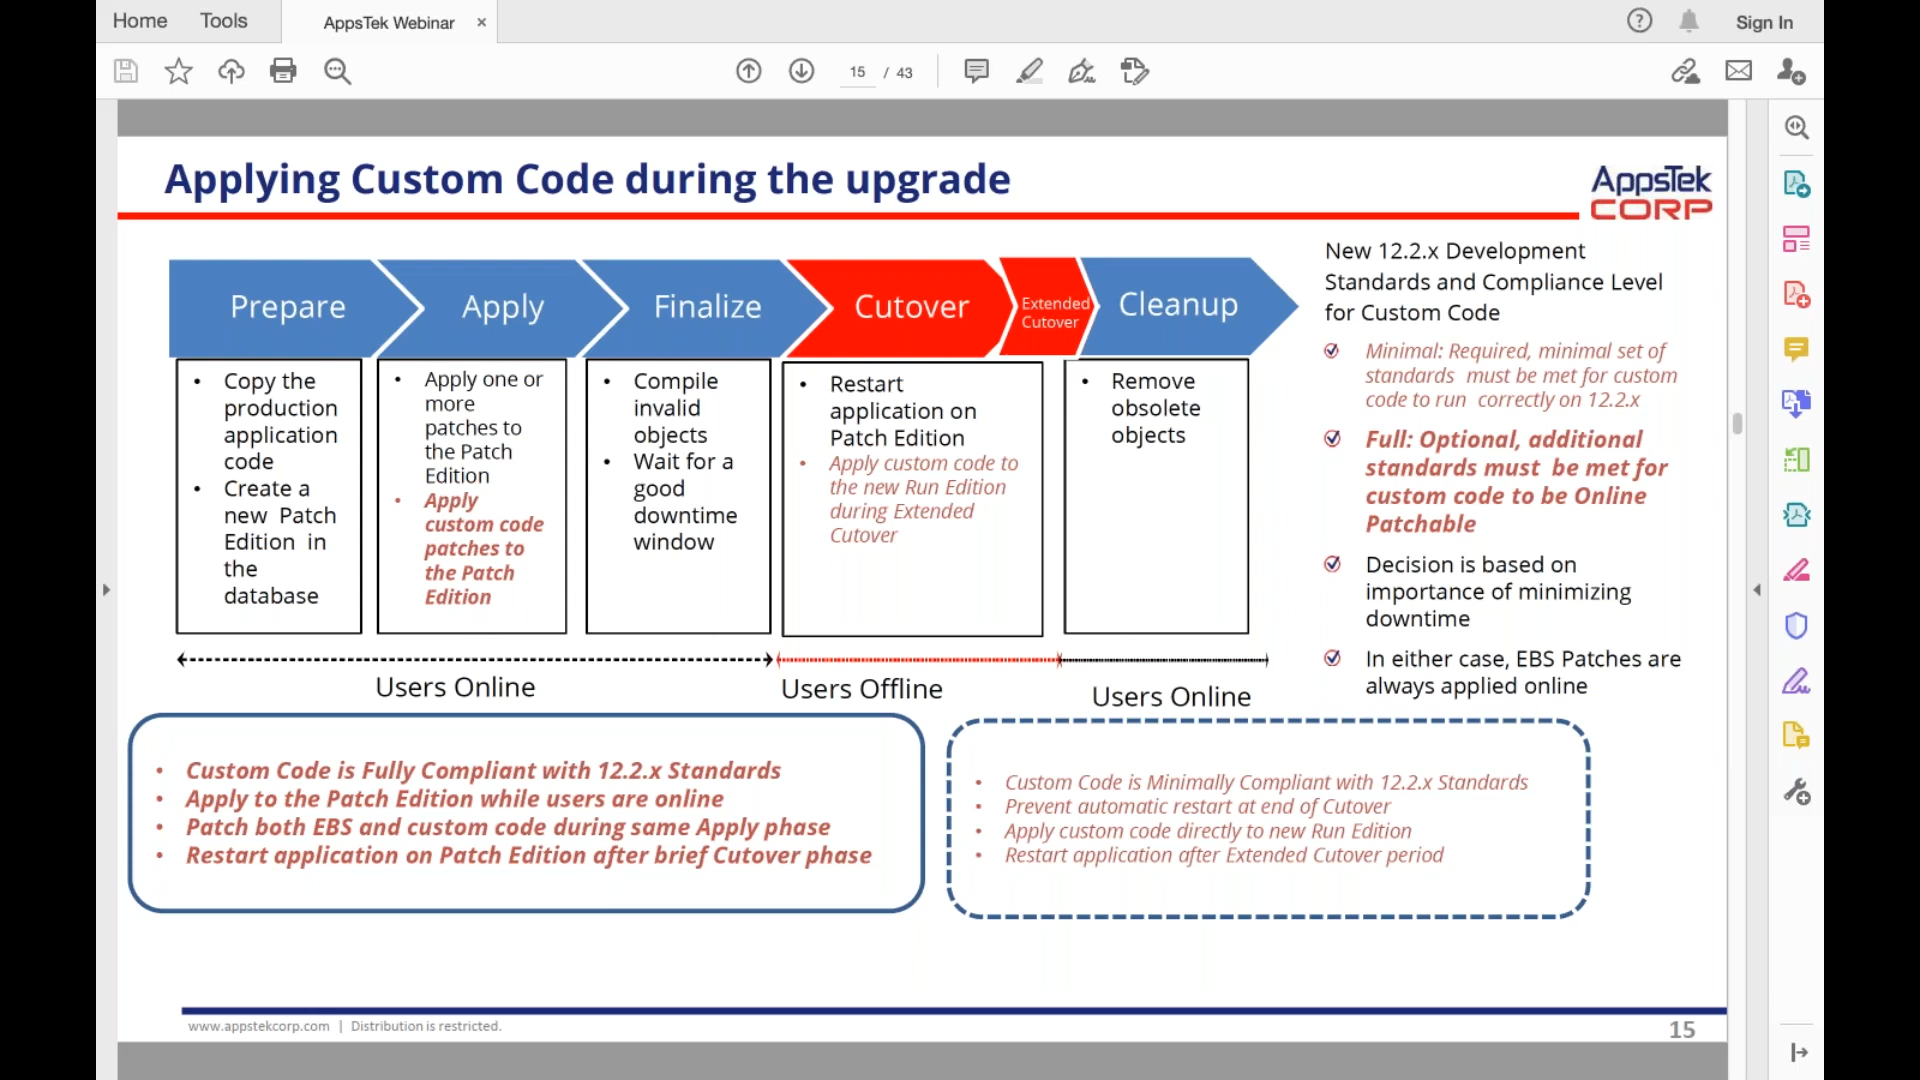 Home Tools AppsTek Webinar × Sign In
15 / 43
Applying Custom Code during the upgrade
AppsTek
CORP
Prepare
Apply
Finalize
Cutover
Extended
Cutover
Cleanup
• Copy the
production
application
code
• Create a
new Patch
Edition in
the
database
• Apply one or
more
patches to
the Patch
Edition
• Apply
custom code
patches to
the Patch
Edition
• Compile
invalid
objects
• Wait for a
good
downtime
window
• Restart
application on
Patch Edition
• Apply custom code to
the new Run Edition
during Extended
Cutover
• Remove
obsolete
objects
Users Online
Users Offline
Users Online
New 12.2.x Development
Standards and Compliance Level
for Custom Code
Minimal: Required, minimal set of
standards must be met for custom
code to run correctly on 12.2.x
Full: Optional, additional
standards must be met for
custom code to be Online
Patchable
Decision is based on
importance of minimizing
downtime
In either case, EBS Patches are
always applied online
• Custom Code is Fully Compliant with 12.2.x Standards
• Apply to the Patch Edition while users are online
• Patch both EBS and custom code during same Apply phase
• Restart application on Patch Edition after brief Cutover phase
• Custom Code is Minimally Compliant with 12.2.x Standards
• Prevent automatic restart at end of Cutover
• Apply custom code directly to new Run Edition
• Restart application after Extended Cutover period
www.appstekcorp.com | Distribution is restricted.
15